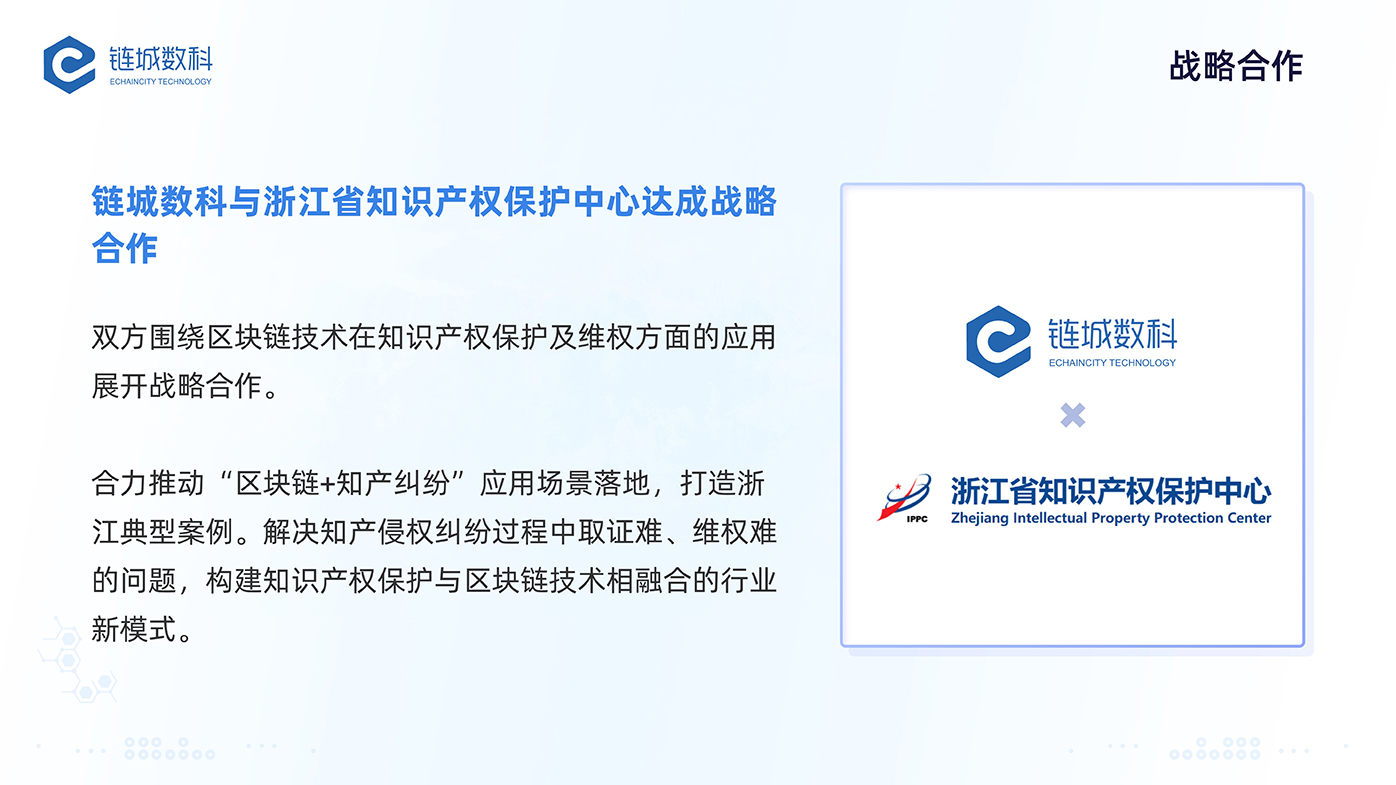 链城数科
ECHAINCITY TECHNOLOGY
战略合作
链城数科与浙江省知识产权保护中心达成战略
合作
双方围绕区块链技术在知识产权保护及维权方面的应用
展开战略合作。
合力推动“区块链+知产纠纷”应用场景落地，打造浙
江典型案例。解决知产侵权纠纷过程中取证难、维权难
的问题，构建知识产权保护与区块链技术相融合的行业
新模式。
链城数科
ECHAINCITY TECHNOLOGY
IPPC
浙江省知识产权保护中心
Zhejiang Intellectual Property Protection Center